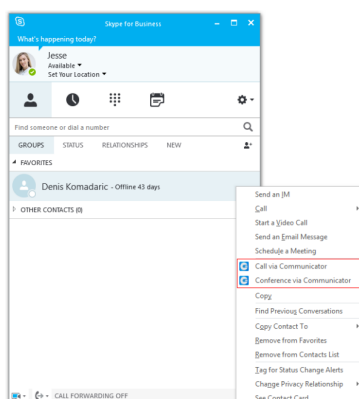 Skype for Business
What's happening today?
Jesse
Available
Set Your Location
Find someone or dial a number
GROUPS STATUS RELATIONSHIPS NEW
FAVORITES
Denis Komadaric - Offline 43 days
OTHER CONTACTS (0)
Send an IM
Call
Start a Video Call
Send an Email Message
Schedule a Meeting
Call via Communicator
Conference via Communicator
Copy
Find Previous Conversations
Copy Contact To
Remove from Favorites
Remove from Contacts List
Tag for Status Change Alerts
Change Privacy Relationship
See Contact Card
CALL FORWARDING OFF